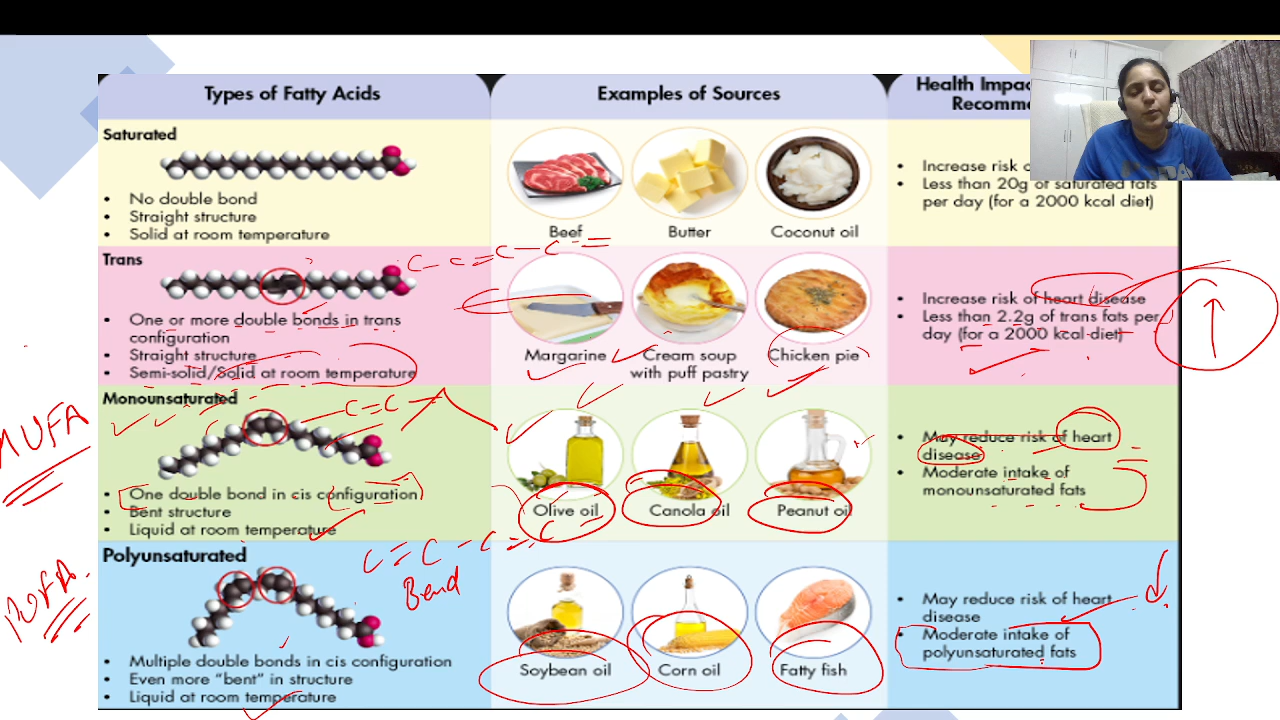 Types of Fatty Acids
Examples of Sources
Health Impac
Recomm
Saturated
No double bond
Straight structure
Solid at room temperature
Beef
Butter
Coconut oil
Increase risk
Less than 20g of saturated fats
per day (for a 2000 kcal diet)
C - C = C - C =
Trans
One or more double bonds in trans
configuration
Straight structure
Semi-solid/Solid at room temperature
Margarine
Cream soup
with puff pastry
Chicken pie
Increase risk of heart disease
Less than 2.2g of trans fats per
day (for a 2000 kcal diet)
MUFA
Monounsaturated
C = C -
One double bond in cis configuration
Bent structure
Liquid at room temperature
Olive oil
Canola oil
Peanut oil
May reduce risk of heart
disease
Moderate intake of
monounsaturated fats
PUFA
Polyunsaturated
C = C - C = C
Bend
Multiple double bonds in cis configuration
Even more “bent” in structure
Liquid at room temperature
Soybean oil
Corn oil
Fatty fish
May reduce risk of heart
disease
Moderate intake of
polyunsaturated fats